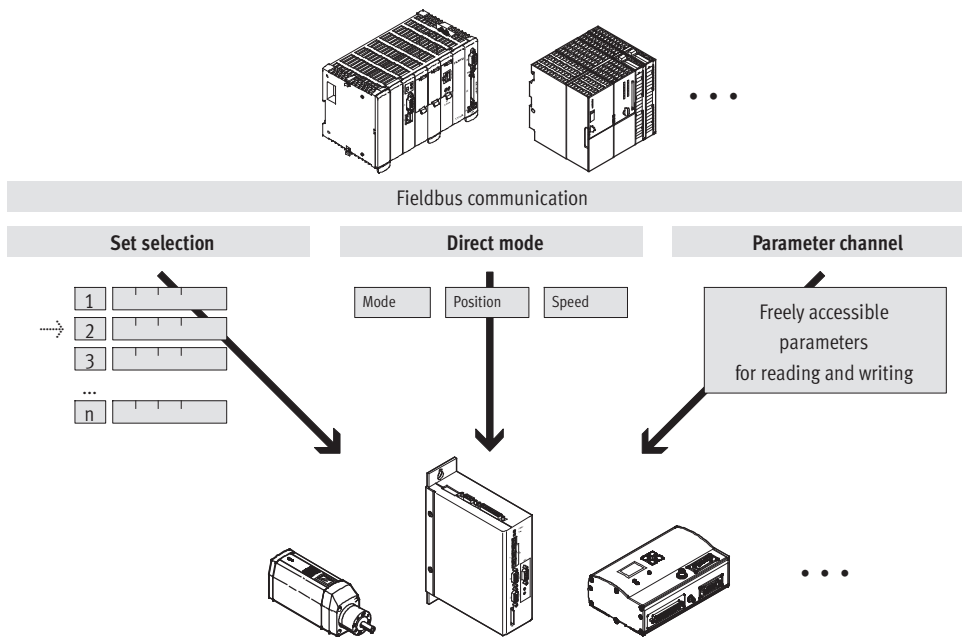 Fieldbus communication
Set selection
Direct mode
Parameter channel
1
2
3
...
n
Mode
Position
Speed
Freely accessible
parameters
for reading and writing